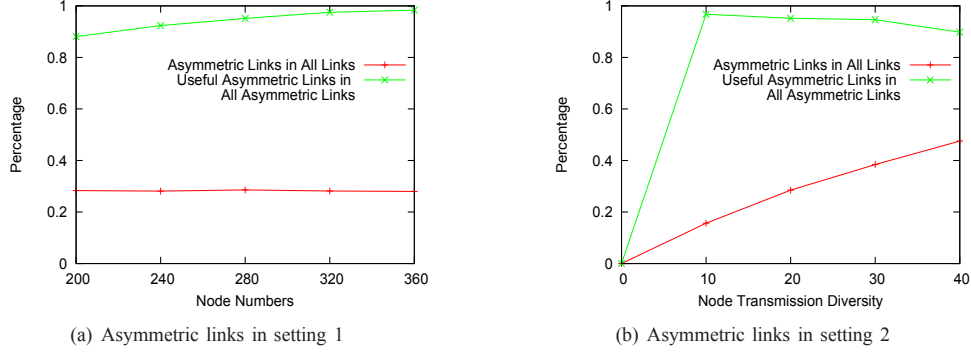 1
0.8
0.6
0.4
0.2
0
200
240
280
320
360
Percentage
Node Numbers
Asymmetric Links in All Links
Useful Asymmetric Links in
All Asymmetric Links
(a) Asymmetric links in setting 1
1
0.8
0.6
0.4
0.2
0
0
10
20
30
40
Percentage
Node Transmission Diversity
Asymmetric Links in All Links
Useful Asymmetric Links in
All Asymmetric Links
(b) Asymmetric links in setting 2